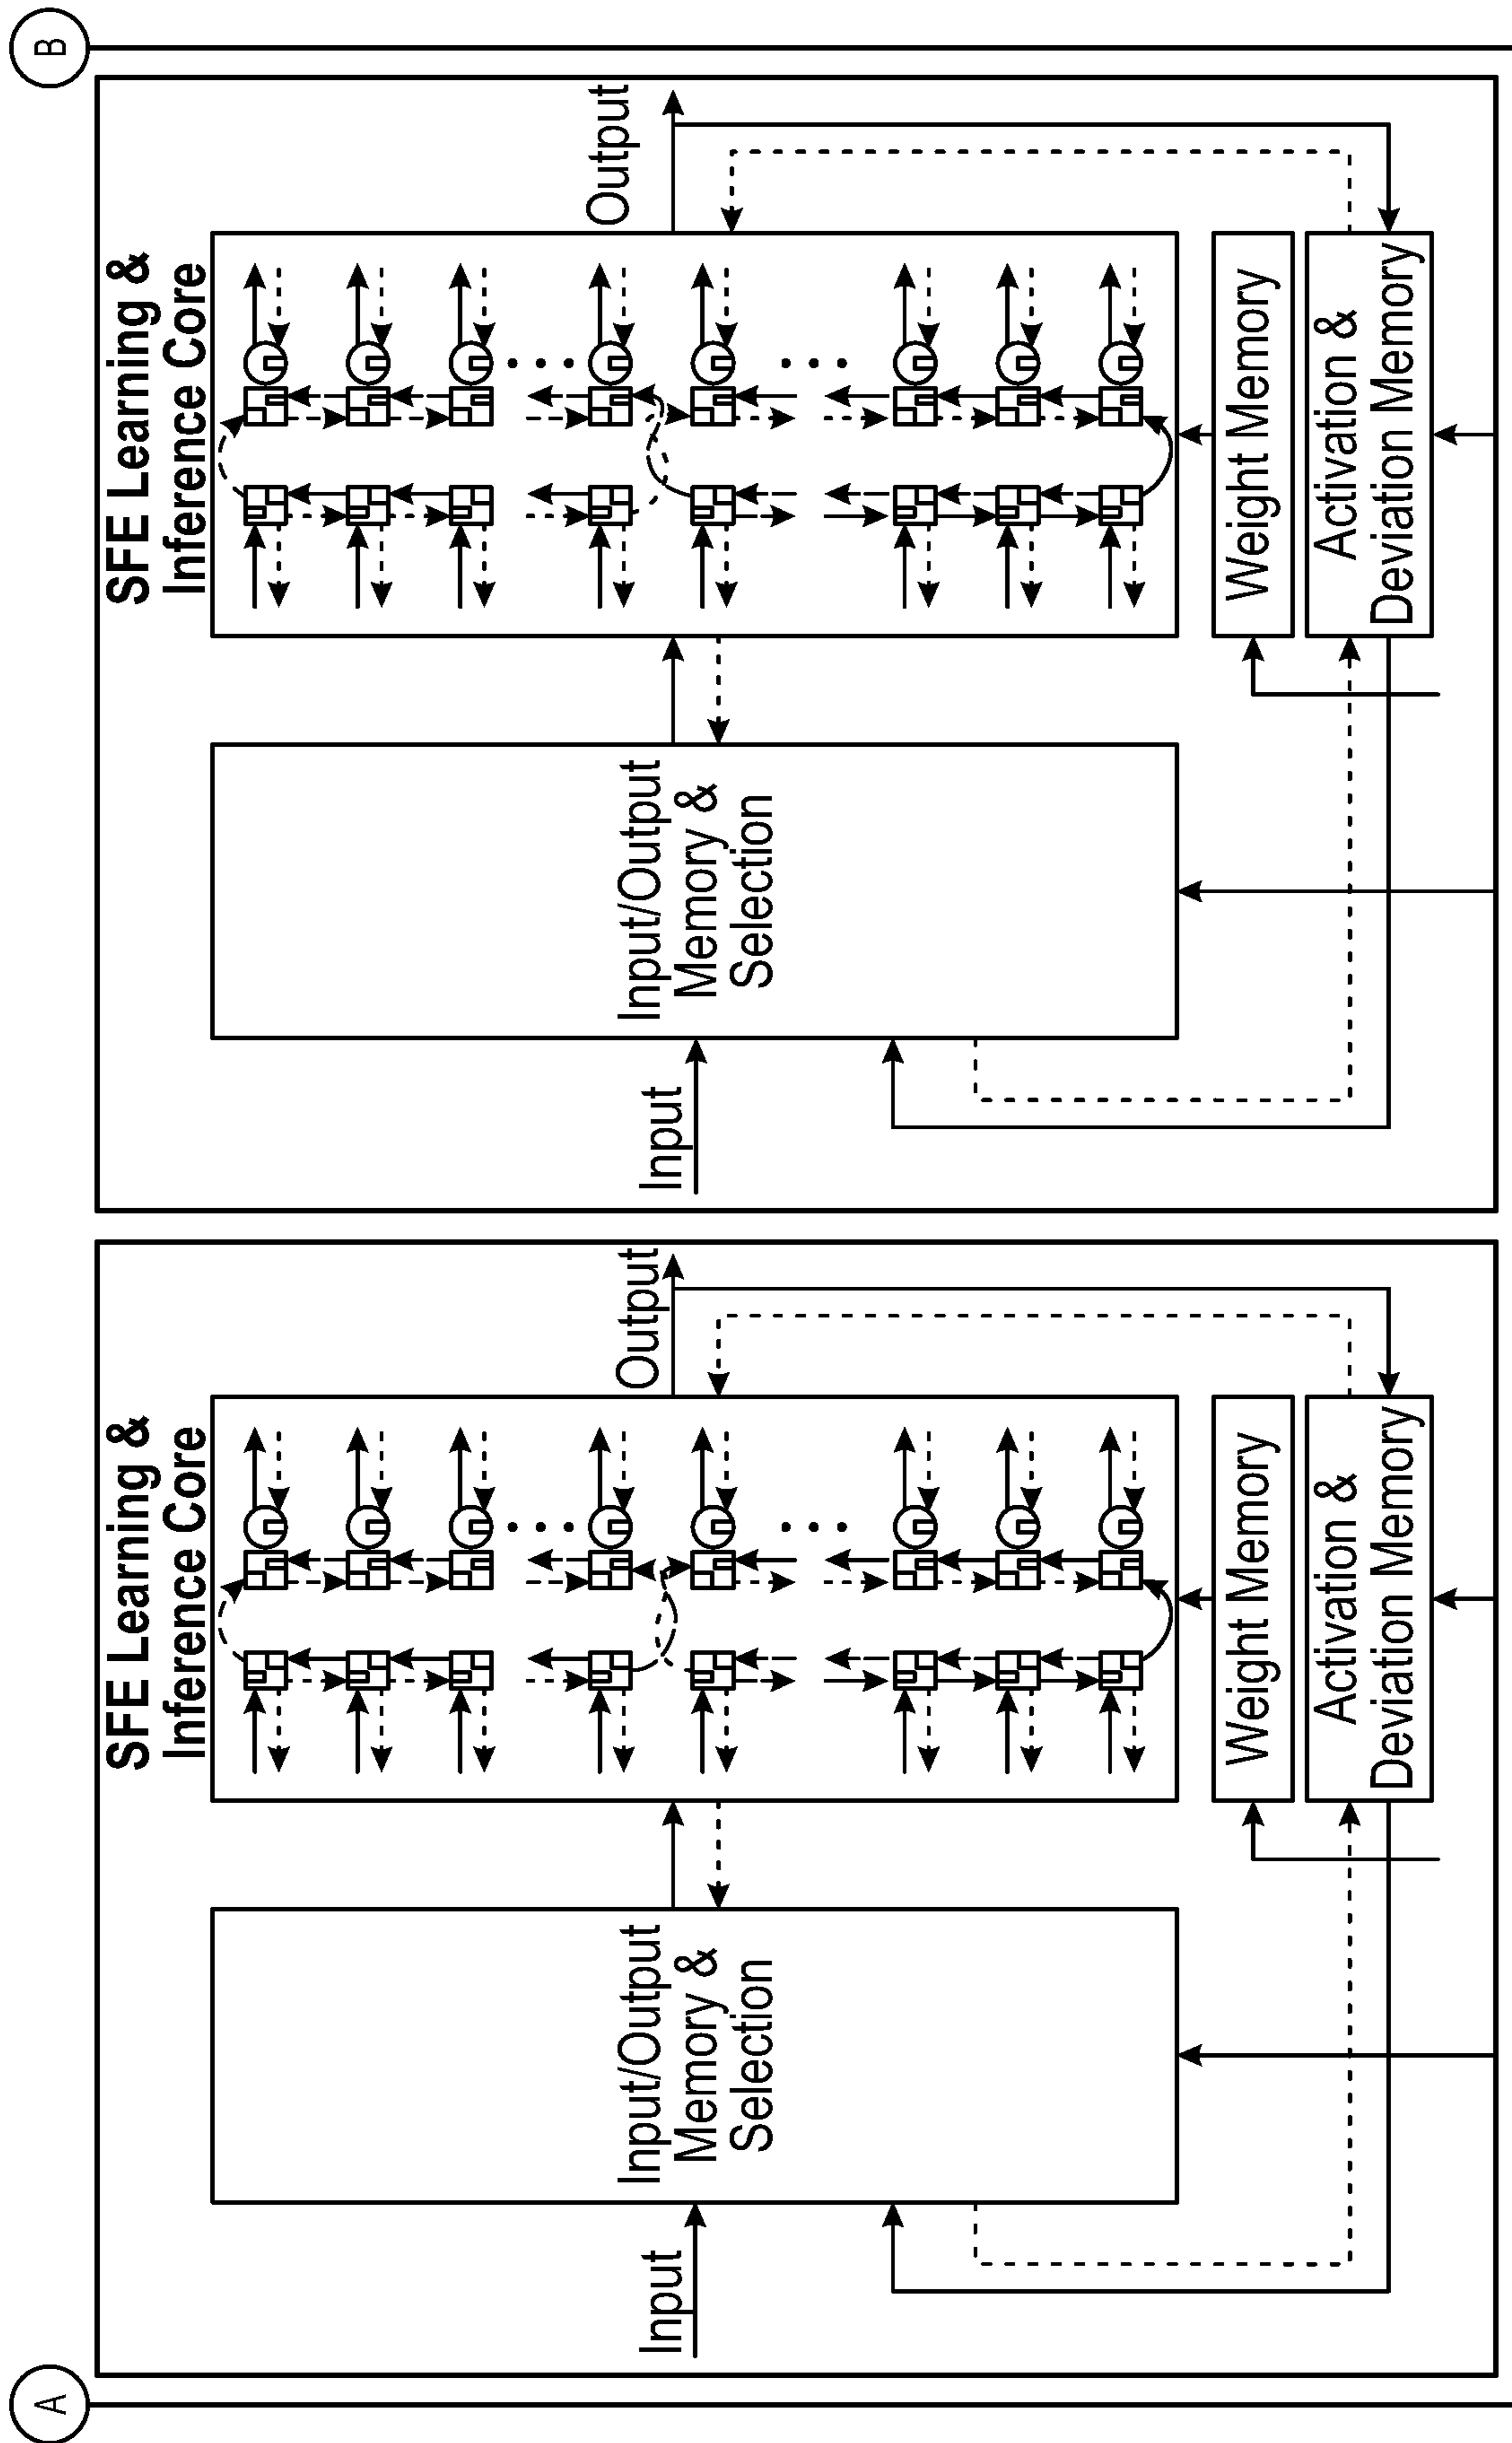 A
SFE Learning &
Inference Core
Input
Input/Output
Memory &
Selection
Output
Weight Memory
Activation &
Deviation Memory
B
SFE Learning &
Inference Core
Input
Input/Output
Memory &
Selection
Output
Weight Memory
Activation &
Deviation Memory